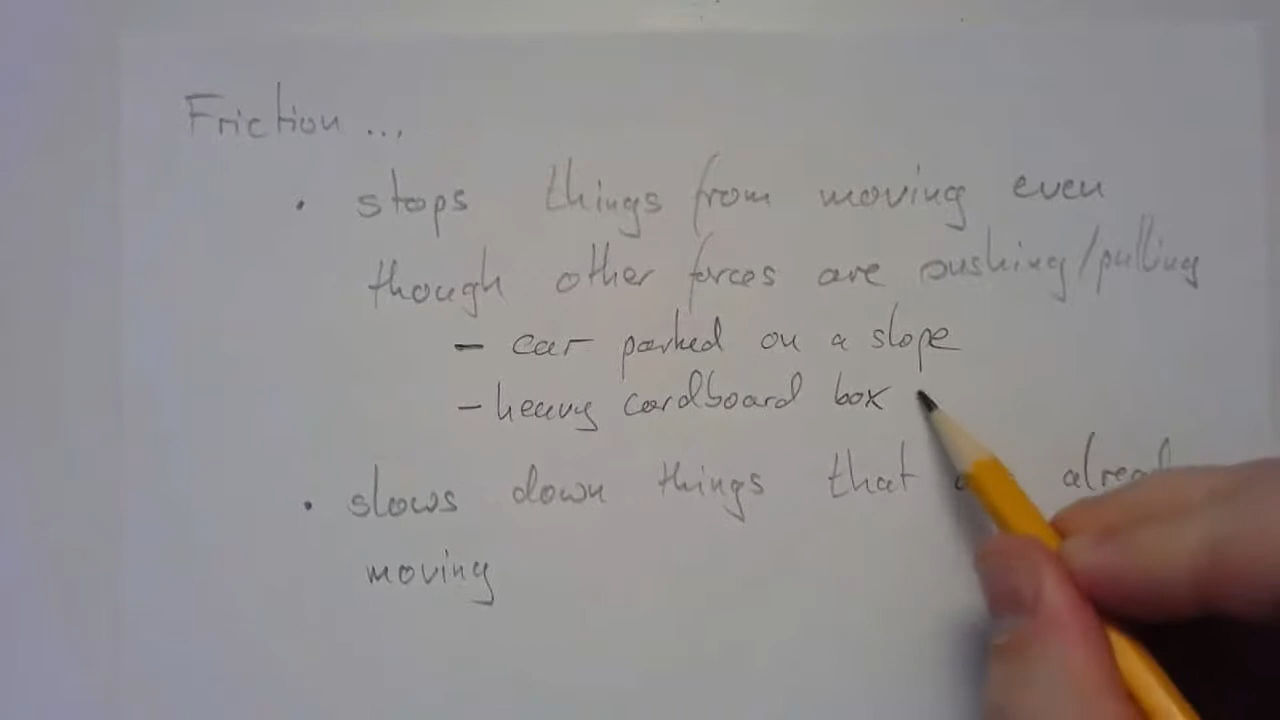 Friction ...
• stops things from moving even
though other forces are pushing/pulling
- car parked on a slope
- heavy cardboard box
• slows down things that
moving